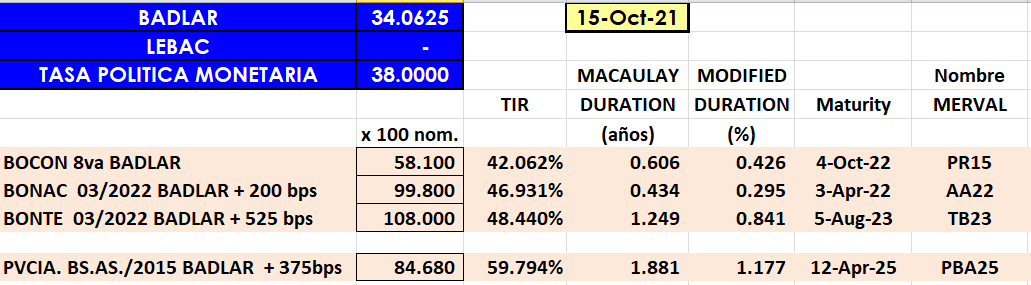 BADLAR 34.0625 15-Oct-21
LEBAC -
TASA POLITICA MONETARIA 38.0000 MACAULAY MODIFIED Nombre
TIR DURATION DURATION Maturity MERVAL
x 100 nom. (años) (%)
BOCON 8va BADLAR 58.100 42.062% 0.606 0.426 4-Oct-22 PR15
BONAC 03/2022 BADLAR + 200 bps 99.800 46.931% 0.434 0.295 3-Apr-22 AA22
BONTE 03/2022 BADLAR + 525 bps 108.000 48.440% 1.249 0.841 5-Aug-23 TB23
PVCIA. BS.AS./2015 BADLAR + 375bps 84.680 59.794% 1.881 1.177 12-Apr-25 PBA25